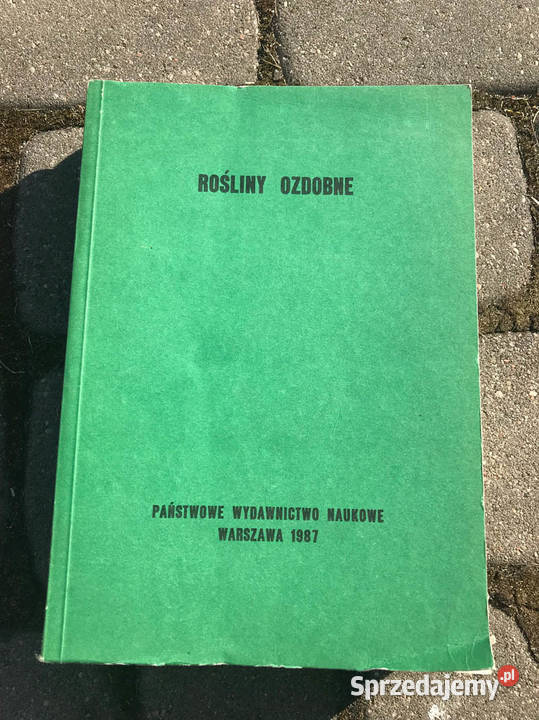 ROŚLINY OZDOBNE
PAŃSTWOWE WYDAWNICTWO NAUKOWE
WARSZAWA 1987
Sprzedajemy.pl